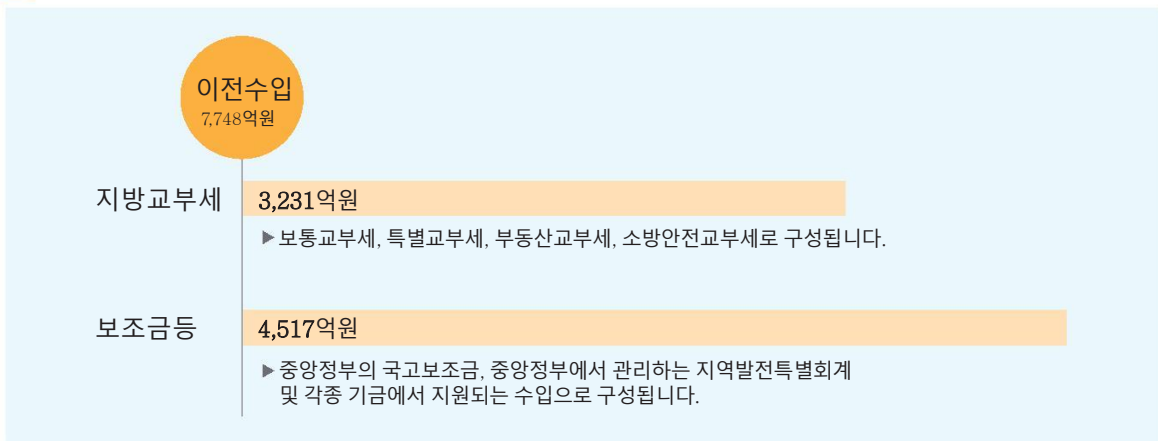 이전수입
7,748억원
지방교부세
3,231억원
▶보통교부세, 특별교부세, 부동산교부세, 소방안전교부세로 구성됩니다.
보조금등
4,517억원
▶중앙정부의 국고보조금, 중앙정부에서 관리하는 지역발전특별회계
및 각종 기금에서 지원되는 수입으로 구성됩니다.